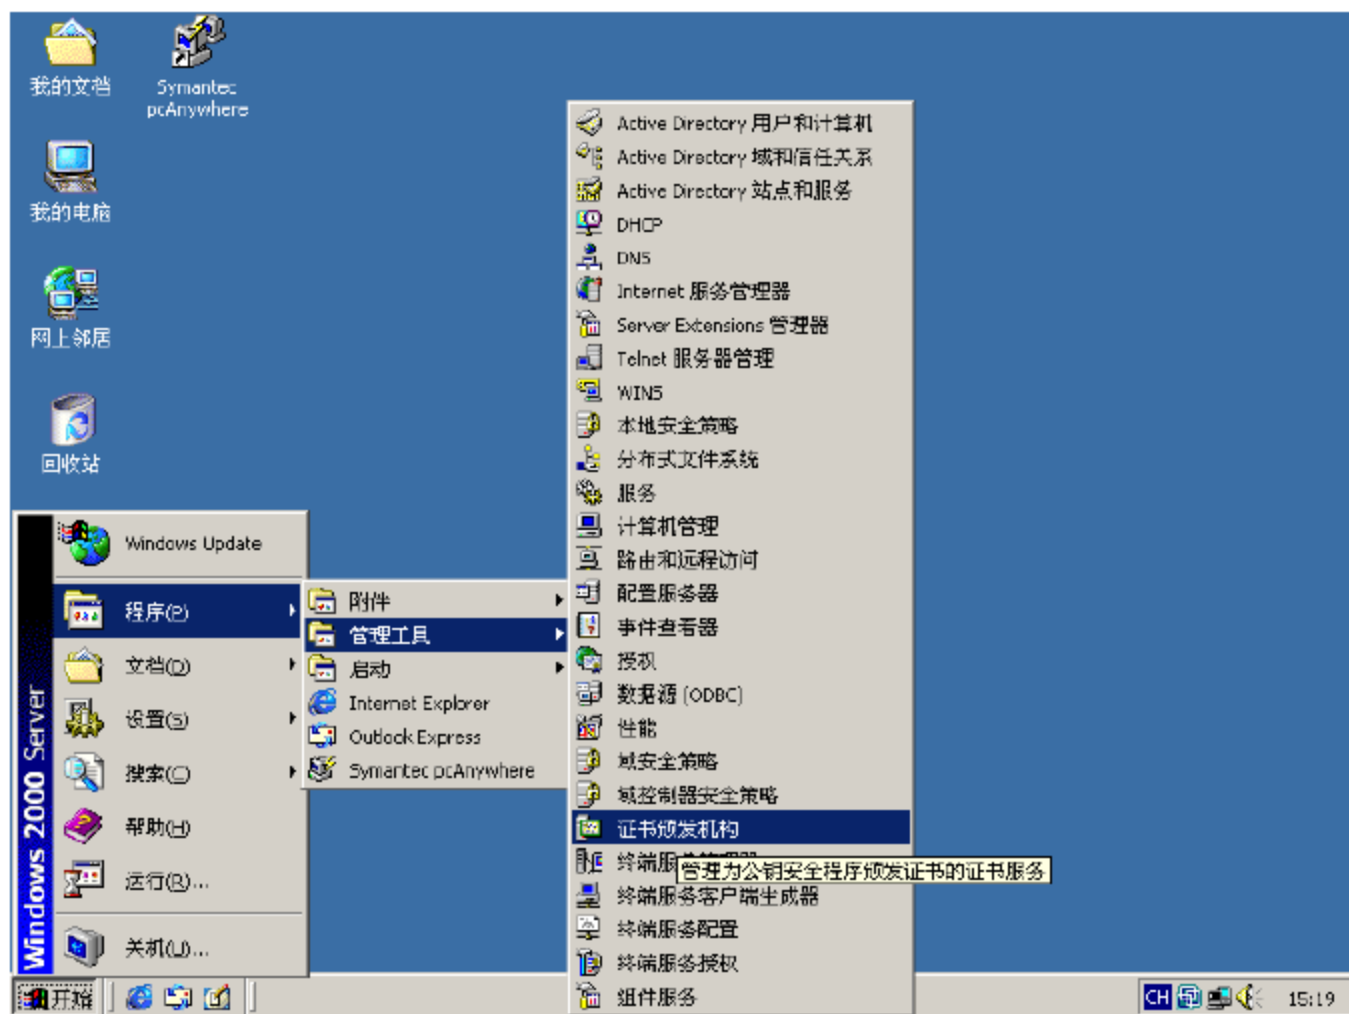 我的文档
Symantec
pcAnywhere
我的电脑
网上邻居
回收站
Windows 2000 Server
Windows Update
程序(P)
文档(D)
设置(S)
搜索(C)
帮助(H)
运行(R)...
关机(U)...
附件
管理工具
启动
Internet Explorer
Outlook Express
Symantec pcAnywhere
Active Directory 用户和计算机
Active Directory 域和信任关系
Active Directory 站点和服务
DHCP
DNS
Internet 服务管理器
Server Extensions 管理器
Telnet 服务器管理
WINS
本地安全策略
分布式文件系统
服务
计算机管理
路由和远程访问
配置服务器
事件查看器
授权
数据源 (ODBC)
性能
域安全策略
域控制器安全策略
证书颁发机构
终端服务管理器
管理为公钥安全程序颁发证书的证书服务
终端服务客户端生成器
终端服务配置
终端服务授权
组件服务
开始
CH
15:19